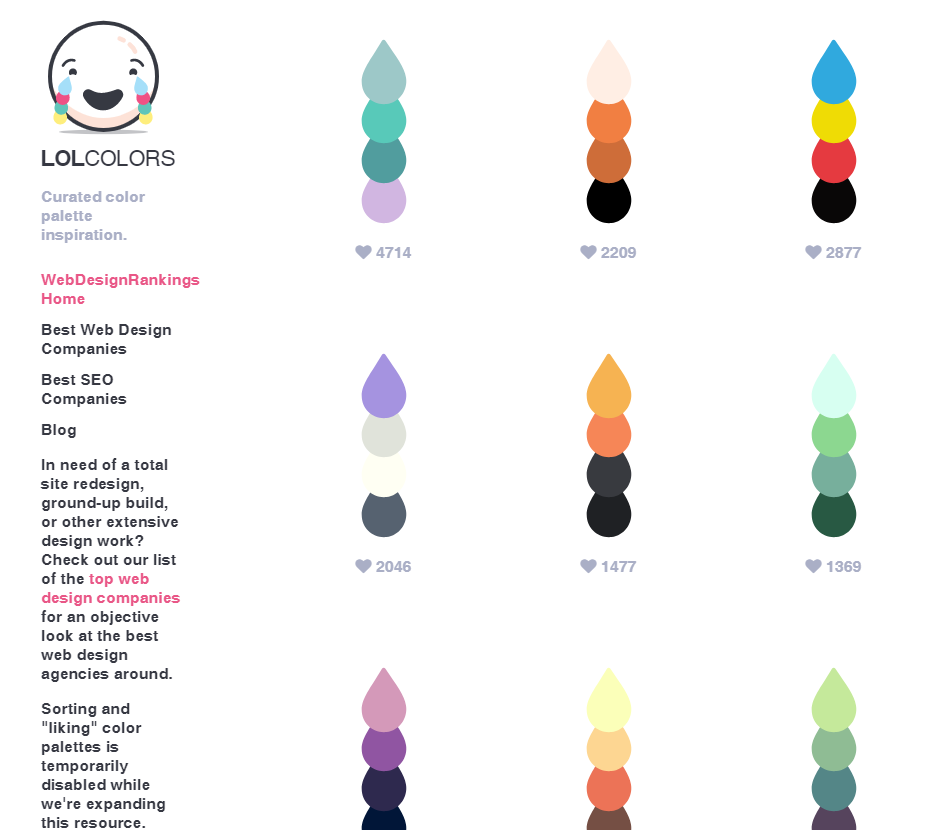 LOLCOLORS
Curated color
palette
inspiration.
WebDesignRankings
Home
Best Web Design
Companies
Best SEO
Companies
Blog
In need of a total
site redesign,
ground-up build,
or other extensive
design work?
Check out our list
of the top web
design companies
for an objective
look at the best
web design
agencies around.
Sorting and
"liking" color
palettes is
temporarily
disabled while
we're expanding
this resource.
4714
2209
2877
2046
1477
1369